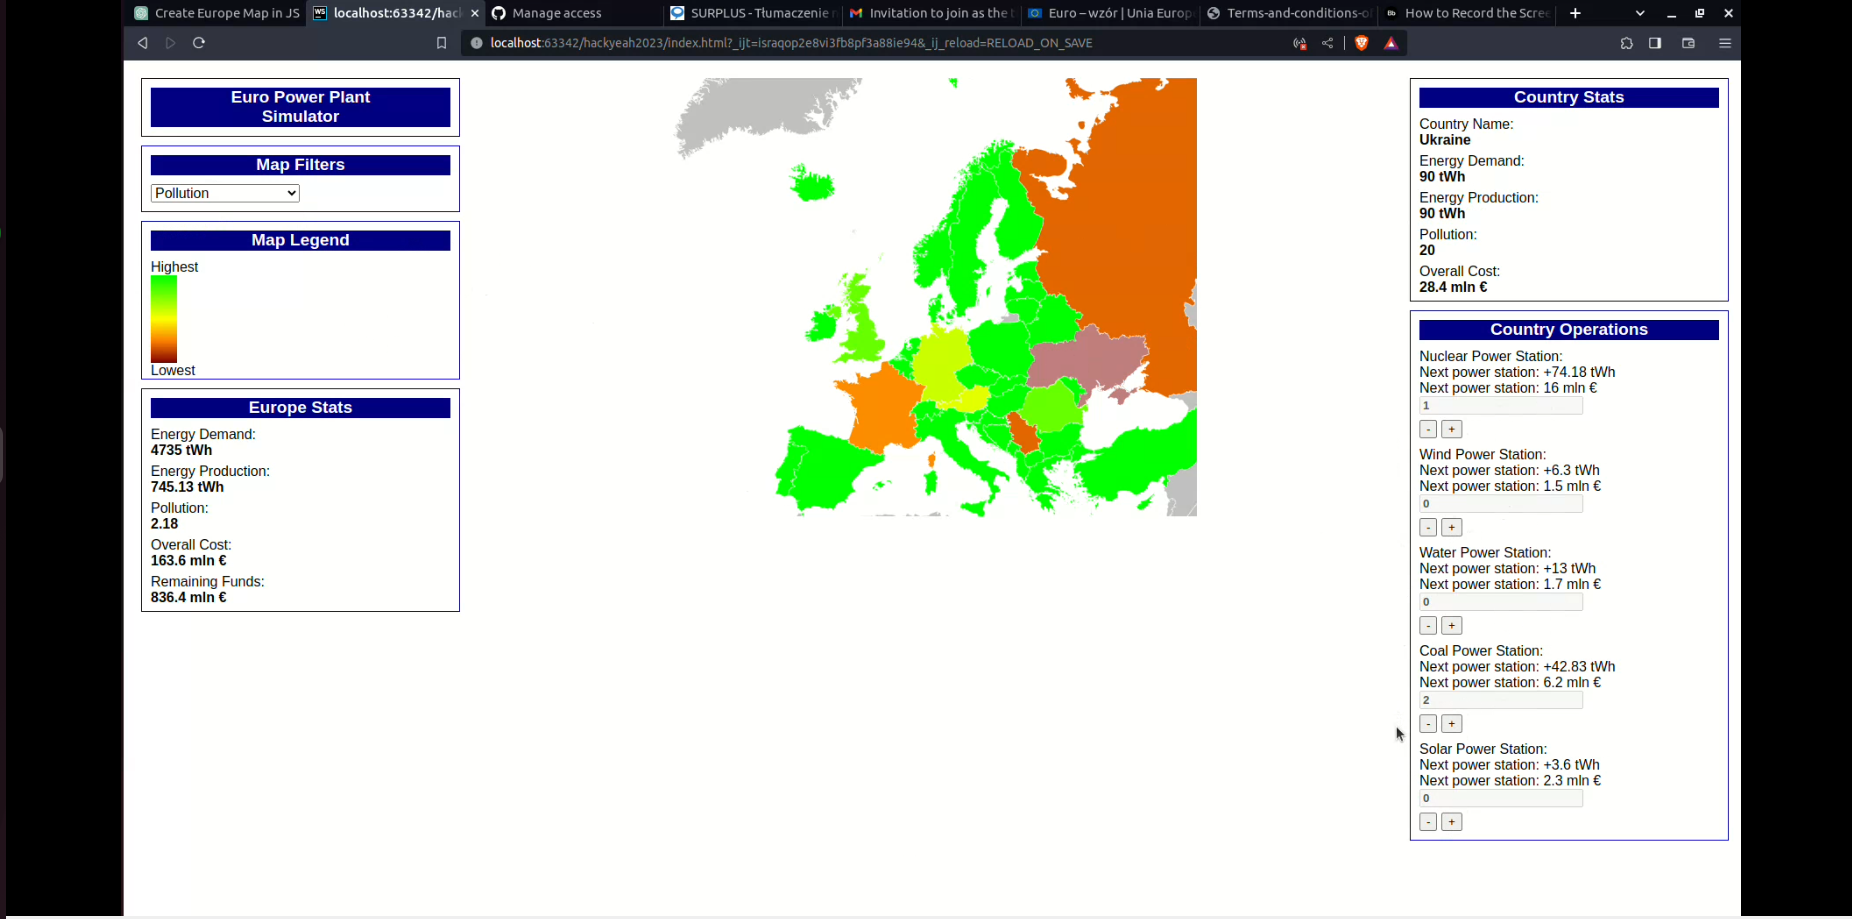 Create Europe Map in JS
localhost:63342/hack
Manage access
SURPLUS - Tłumaczenie n
Invitation to join as the t
Euro – wzór | Unia Europ
Terms-and-conditions-o
How to Record the Scree
localhost:63342/hackyeah2023/index.html?_ijt=israqop2e8vi3fb8pf3a88ie94&_ij_reload=RELOAD_ON_SAVE
Euro Power Plant
Simulator
Map Filters
Pollution
Map Legend
Highest
Lowest
Europe Stats
Energy Demand:
4735 tWh
Energy Production:
745.13 tWh
Pollution:
2.18
Overall Cost:
163.6 mln €
Remaining Funds:
836.4 mln €
Country Stats
Country Name:
Ukraine
Energy Demand:
90 tWh
Energy Production:
90 tWh
Pollution:
20
Overall Cost:
28.4 mln €
Country Operations
Nuclear Power Station:
Next power station: +74.18 tWh
Next power station: 16 mln €
1
- +
Wind Power Station:
Next power station: +6.3 tWh
Next power station: 1.5 mln €
0
- +
Water Power Station:
Next power station: +13 tWh
Next power station: 1.7 mln €
0
- +
Coal Power Station:
Next power station: +42.83 tWh
Next power station: 6.2 mln €
2
- +
Solar Power Station:
Next power station: +3.6 tWh
Next power station: 2.3 mln €
0
- +